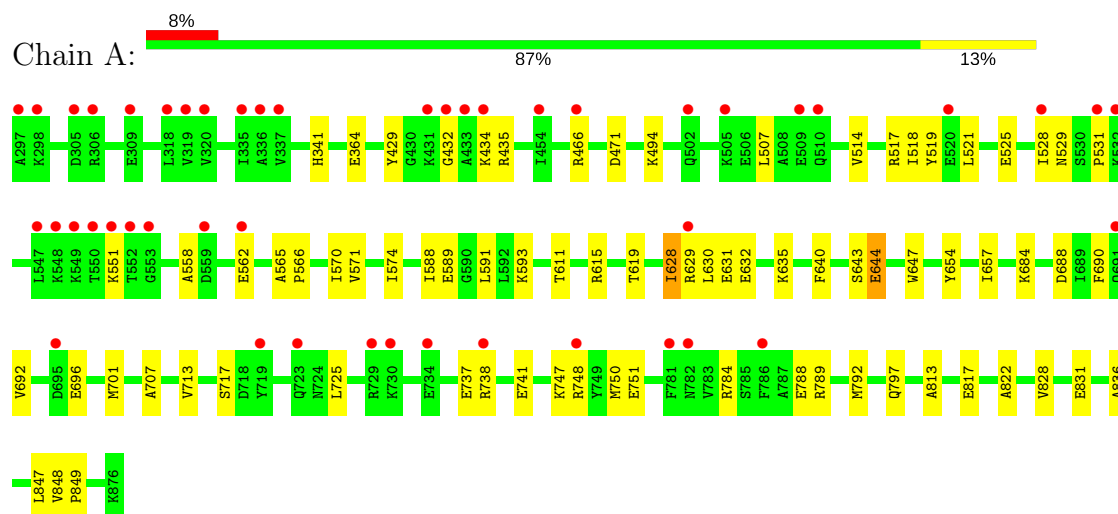 8%
Chain A:
87% 13%
A297 K298 D305 R306 E309 L318 V319 V320 I335 A336 V337 H341 E364 Y429 G430 K431 G432 A433 K434 R435 I454 R466 D471 K494 Q502 K505 E506 L507 A508 E509 Q510 V514 R517 I518 Y519 E520 L521 E525 I528 N529 S530 P531
L547 K548 K549 T550 K551 T552 G553 A558 D559 E562 A565 P566 I570 V571 I574 I588 E589 G590 L591 L592 K593 T611 R615 T619 I628 R629 L630 E631 E632 K635 F640 S643 E644 W647 Y654 I657 K684 D688 I689 F690
V692 D695 E696 M701 A707 V713 S717 D718 Y719 Q723 N724 L725 R729 K730 E734 E737 R738 E741 K747 R748 Y749 M750 E751 F781 N782 V783 R784 S785 F786 A787 E788 R789 M792 Q797 A813 E817 A822 V828 E831 A836
L847 V848 P849 K876